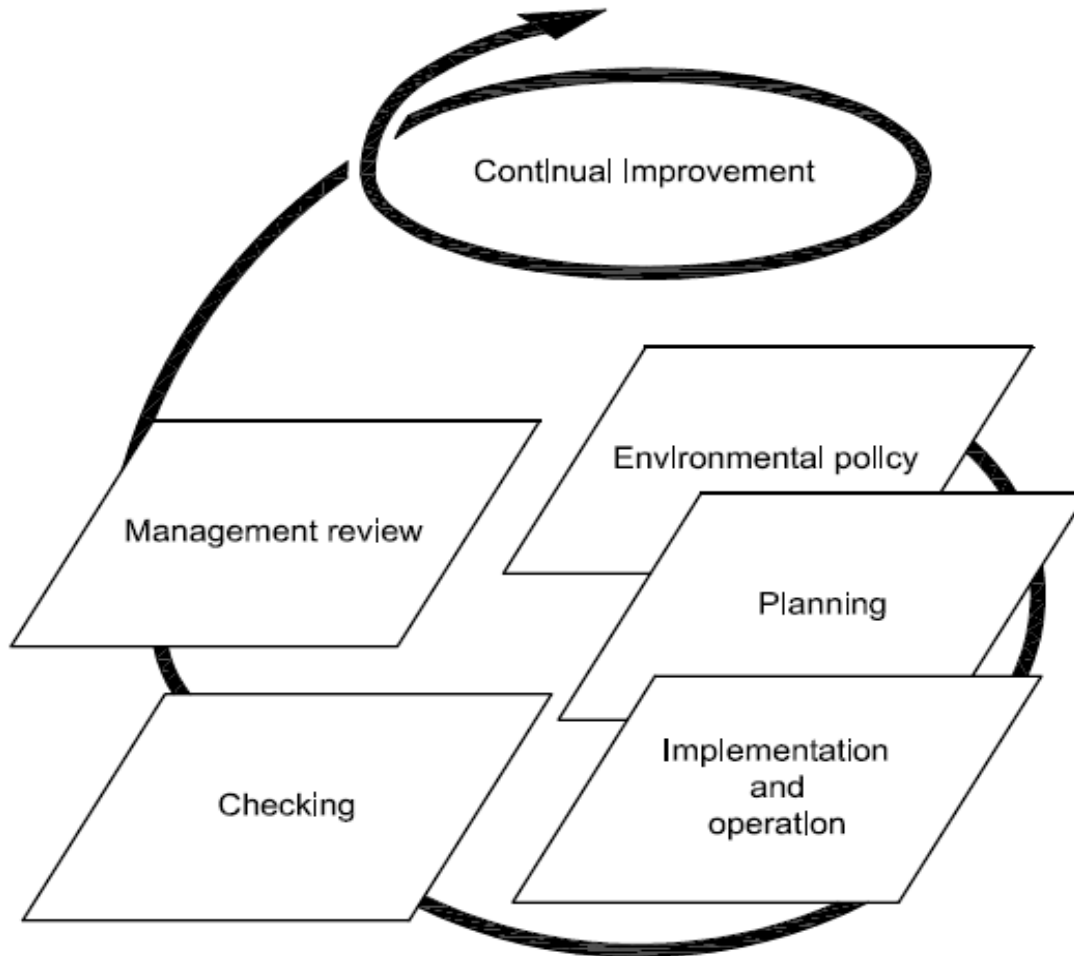 Continual improvement
Environmental policy
Management review
Planning
Implementation
and
operation
Checking